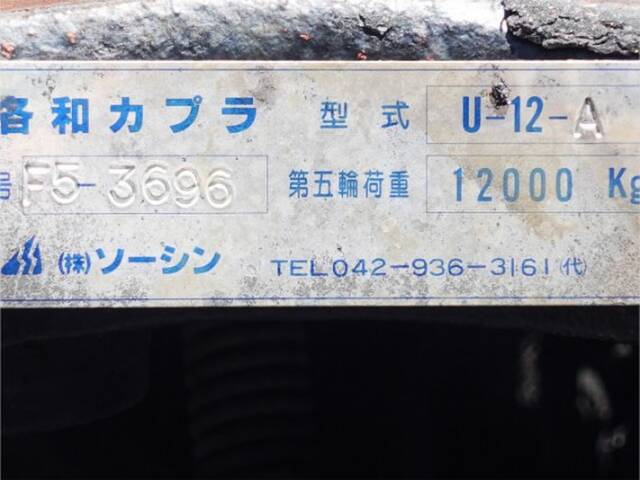 各和カプラ 型式 U-12-A
号 F5-3696 第五輪荷重 12000 Kg
(株)ソーシン TEL042-936-3161(代)